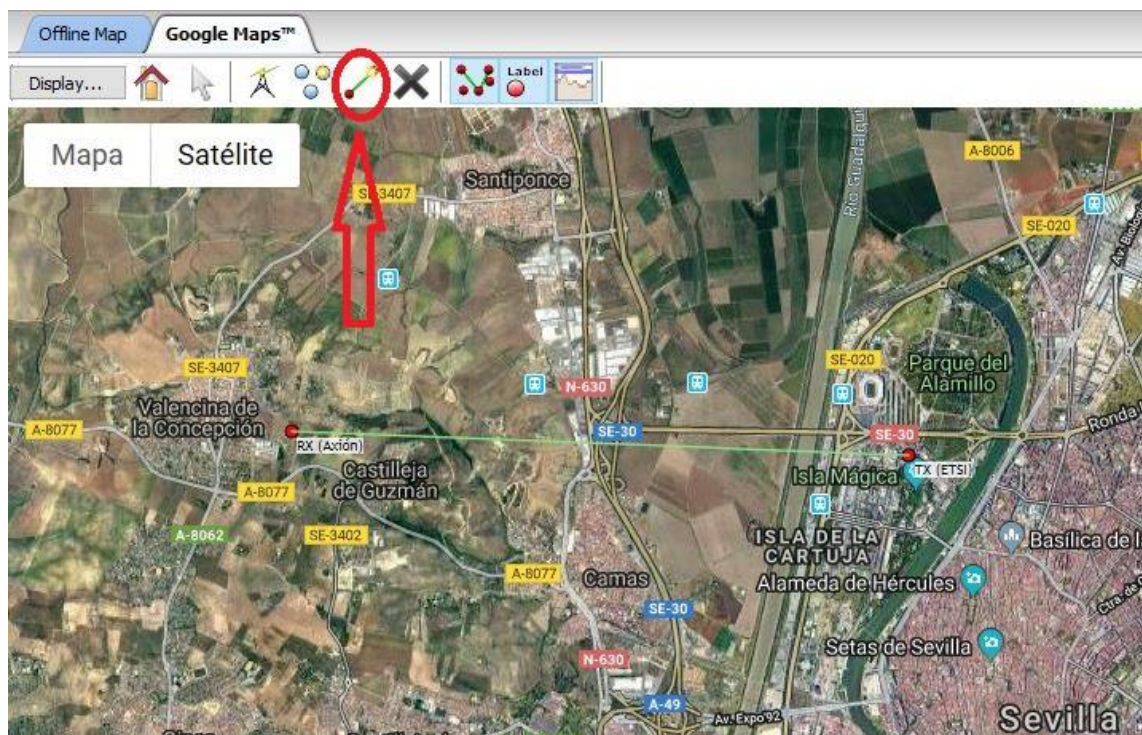 Offline Map
Google Maps™
Display...
Label
Mapa
Satélite
A-8006
Santiponce
SE-3407
SE-020
SE-020
Parque del
Alamillo
SE-3407
N-630
Valencina de
la Concepción
A-8077
SE-30
SE-30
RX (Axión)
Castilleja
de Guzmán
Isla Mágica
TX (ETSI)
A-8077
A-8062
SE-3402
ISLA DE LA
CARTUJA
Basílica de
A-8077
Camas
Alameda de Hércules
SE-30
Setas de Sevilla
N-630
A-49
Av. Expo 92
Sevilla